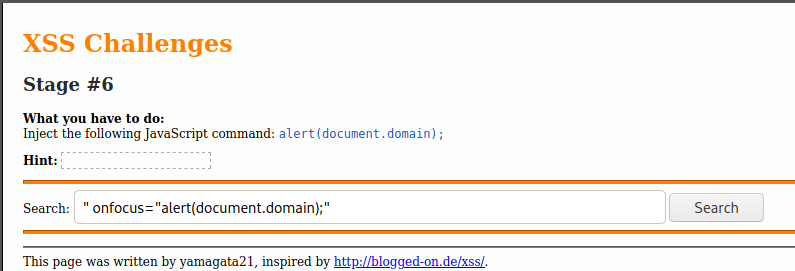 XSS Challenges
Stage #6
What you have to do:
Inject the following JavaScript command: alert(document.domain);
Hint:
Search: " onfocus="alert(document.domain);" Search
This page was written by yamagata21, inspired by http://blogged-on.de/xss/.